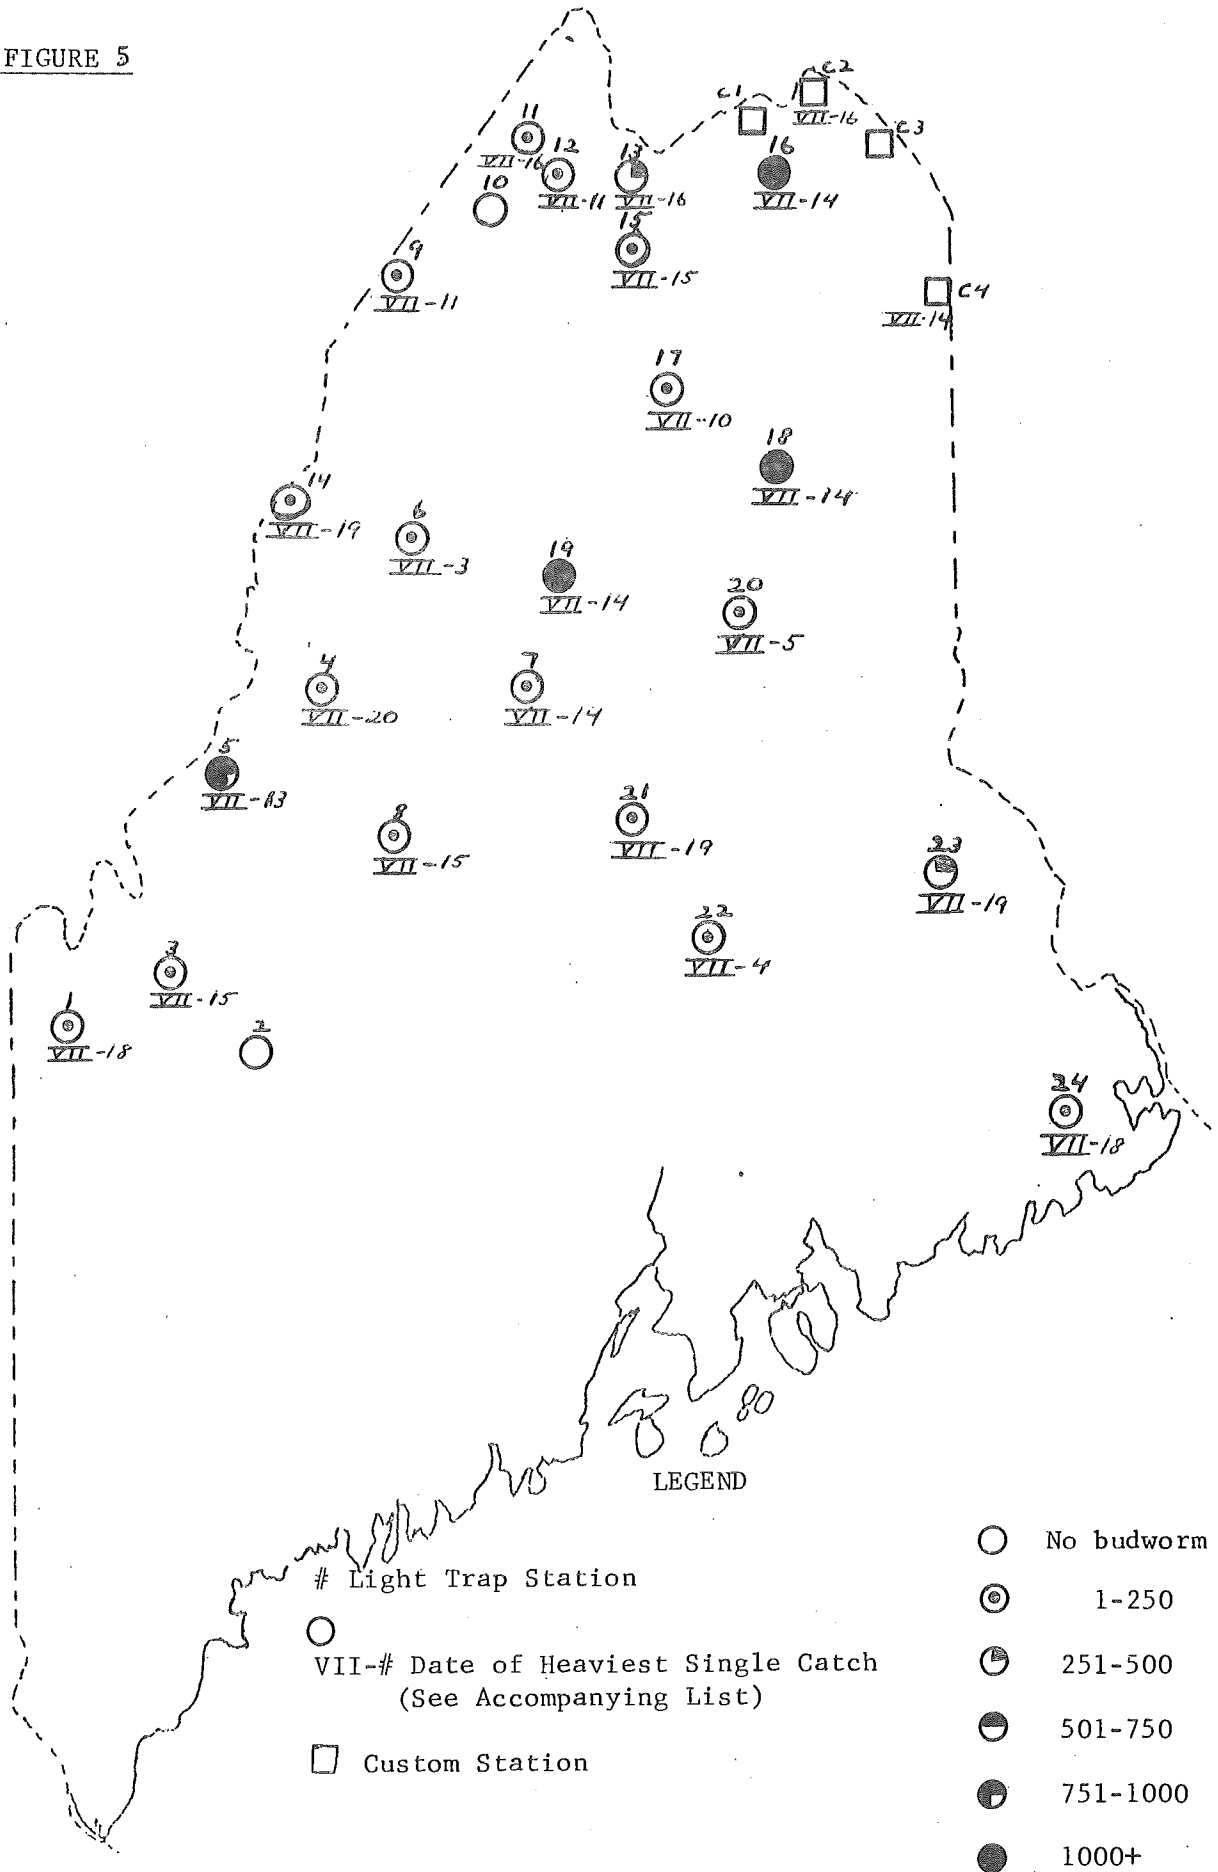 FIGURE 5
C2
C1
VII-16
C3
11
VII-16
12
VII-11
13
VII-16
16
VII-14
10
15
VII-15
9
VII-11
C4
VII-14
17
VII-10
18
VII-14
14
VII-19
6
VII-3
19
VII-14
20
VII-5
4
VII-20
7
VII-14
5
VII-13
8
VII-15
21
VII-19
23
VII-19
22
VII-4
3
VII-15
1
VII-18
2
24
VII-18
LEGEND
# Light Trap Station
VII-# Date of Heaviest Single Catch
(See Accompanying List)
Custom Station
No budworm
1-250
251-500
501-750
751-1000
1000+